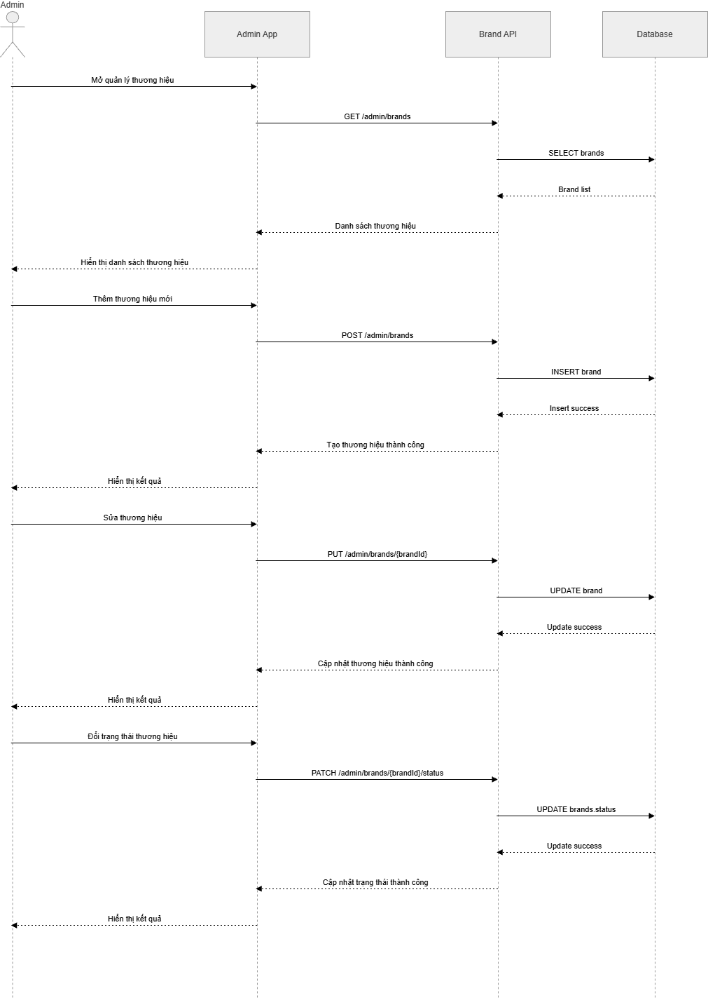 Admin
Admin App
Brand API
Database
Mở quản lý thương hiệu
GET /admin/brands
SELECT brands
Brand list
Danh sách thương hiệu
Hiển thị danh sách thương hiệu
Thêm thương hiệu mới
POST /admin/brands
INSERT brand
Insert success
Tạo thương hiệu thành công
Hiển thị kết quả
Sửa thương hiệu
PUT /admin/brands/{brandId}
UPDATE brand
Update success
Cập nhật thương hiệu thành công
Hiển thị kết quả
Đổi trạng thái thương hiệu
PATCH /admin/brands/{brandId}/status
UPDATE brands.status
Update success
Cập nhật trạng thái thành công
Hiển thị kết quả